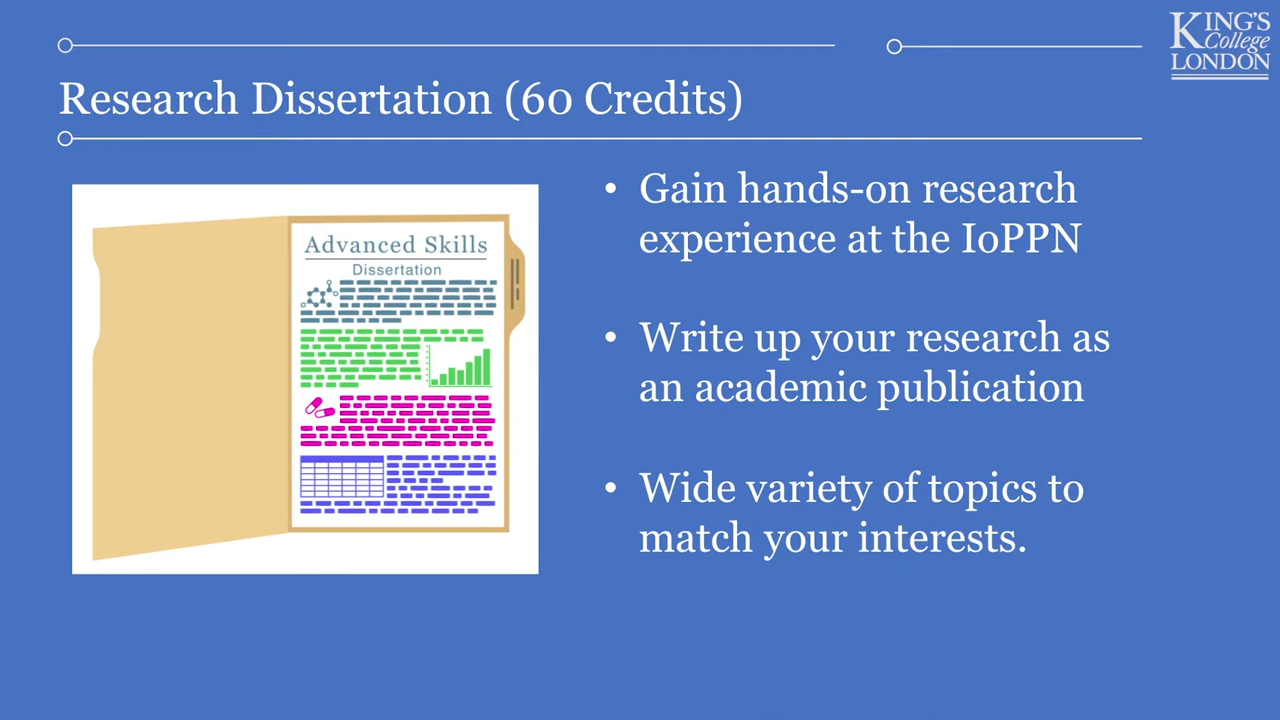 KING'S
College
LONDON
Research Dissertation (60 Credits)
Advanced Skills
Dissertation
• Gain hands-on research
experience at the IoPPN
• Write up your research as
an academic publication
• Wide variety of topics to
match your interests.